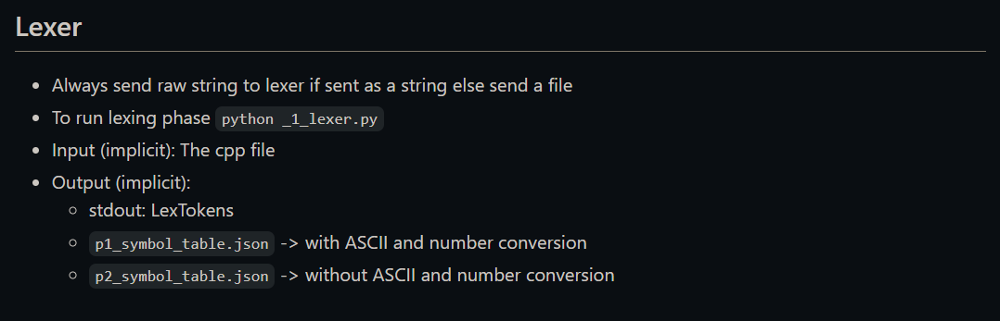 Lexer
Always send raw string to lexer if sent as a string else send a file
To run lexing phase python _1_lexer.py
Input (implicit): The cpp file
Output (implicit):
stdout: LexTokens
p1_symbol_table.json -> with ASCII and number conversion
p2_symbol_table.json -> without ASCII and number conversion